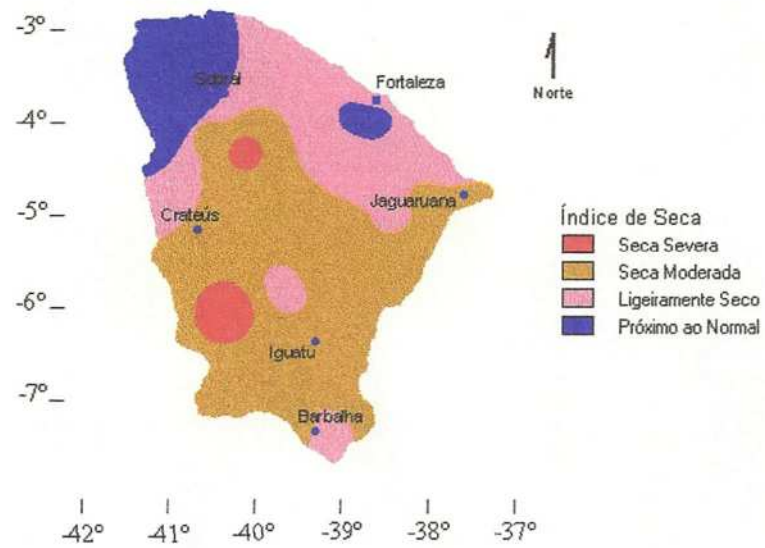 -3°
Sobral
Fortaleza
Norte
-4°
Jaguaruana
-5°
Crateús
Índice de Seca
Seca Severa
Seca Moderada
Ligeiramente Seco
Próximo ao Normal
-6°
Iguatu
-7°
Barbalha
-42°
-41°
-40°
-39°
-38°
-37°